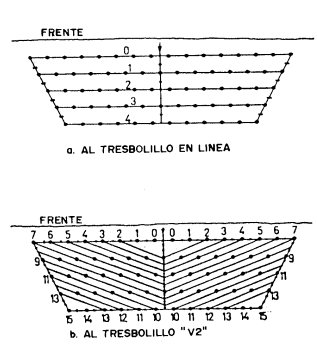 FRENTE
0
1
2
3
4
a. AL TRESBOLILLO EN LINEA
FRENTE
7 6 5 4 3 2 1 0 0 1 2 3 4 5 6 7
9 9
11 11
13 13
15 14 13 12 11 10 10 11 12 13 14 15
b. AL TRESBOLILLO "V2"